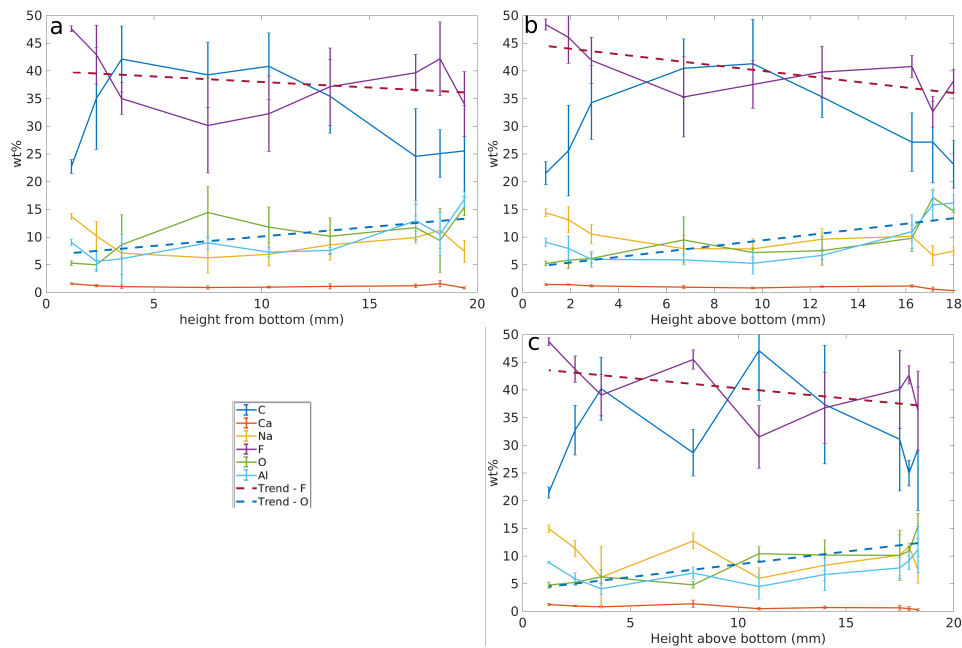 a
50
45
40
35
30
25
20
15
10
5
0
wt%
0 5 10 15 20
height from bottom (mm)
b
50
45
40
35
30
25
20
15
10
5
0
wt%
0 2 4 6 8 10 12 14 16 18
Height above bottom (mm)
C
Ca
Na
F
O
Al
Trend - F
Trend - O
c
50
45
40
35
30
25
20
15
10
5
0
wt%
0 5 10 15 20
Height above bottom (mm)